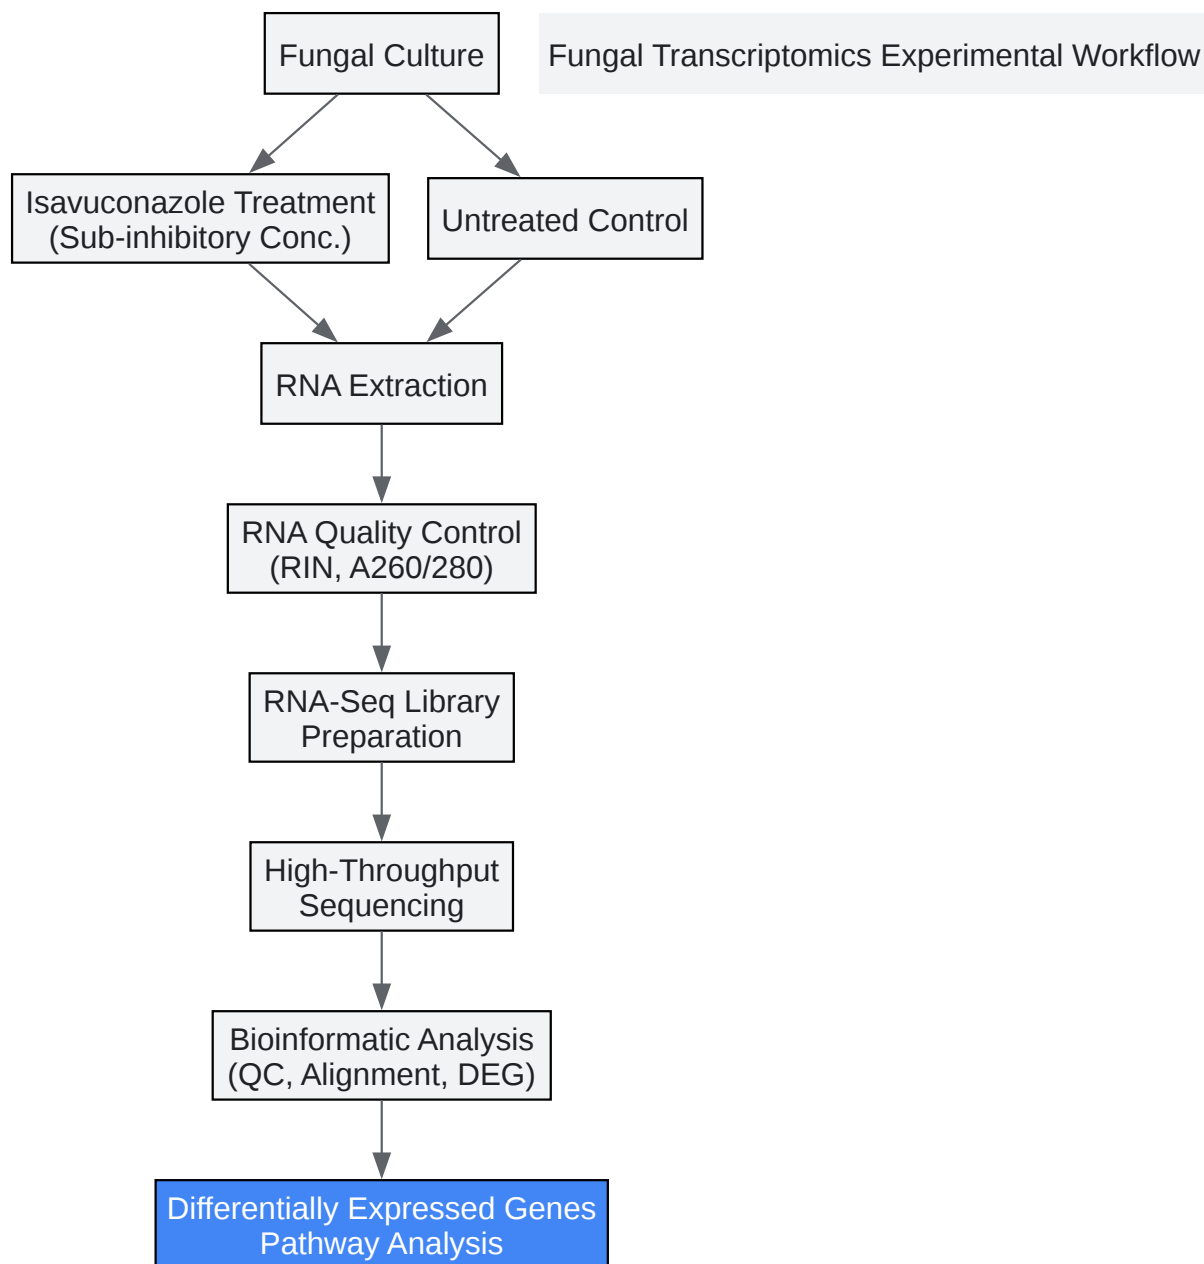 Fungal Culture
Fungal Transcriptomics Experimental Workflow
Isavuconazole Treatment
(Sub-inhibitory Conc.)
Untreated Control
RNA Extraction
RNA Quality Control
(RIN, A260/280)
RNA-Seq Library
Preparation
High-Throughput
Sequencing
Bioinformatic Analysis
(QC, Alignment, DEG)
Differentially Expressed Genes
Pathway Analysis